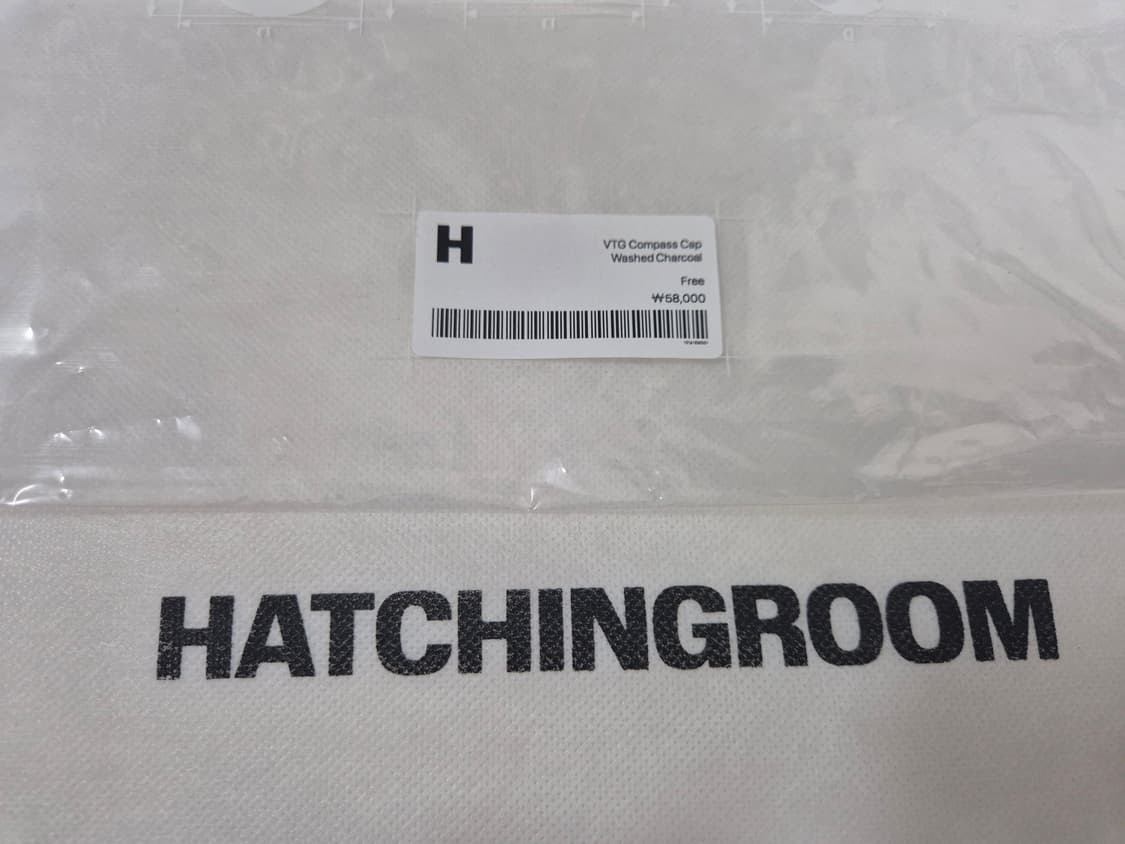 H
VTG Compass Cap
Washed Charcoal
Free
₩58,000
HATCHINGROOM